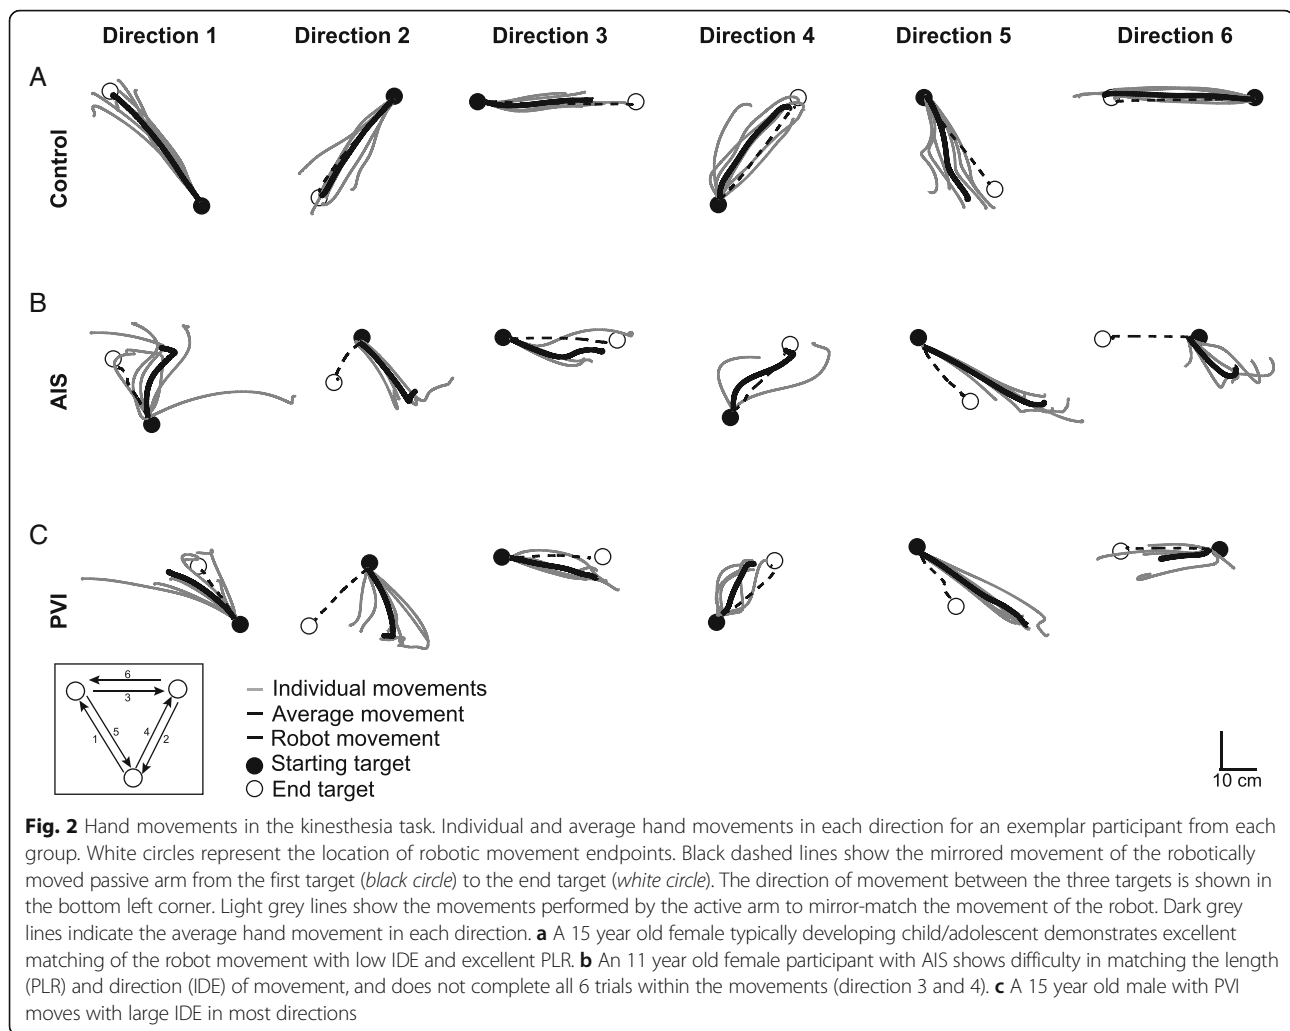 Direction 1 Direction 2 Direction 3 Direction 4 Direction 5 Direction 6
A
Control
B
AIS
C
PVI
6
3
5
4
1
2
Individual movements
Average movement
Robot movement
Starting target
End target
10 cm
Fig. 2 Hand movements in the kinesthesia task. Individual and average hand movements in each direction for an exemplar participant from each
group. White circles represent the location of robotic movement endpoints. Black dashed lines show the mirrored movement of the robotically
moved passive arm from the first target (black circle) to the end target (white circle). The direction of movement between the three targets is shown in
the bottom left corner. Light grey lines show the movements performed by the active arm to mirror-match the movement of the robot. Dark grey
lines indicate the average hand movement in each direction. a A 15 year old female typically developing child/adolescent demonstrates excellent
matching of the robot movement with low IDE and excellent PLR. b An 11 year old female participant with AIS shows difficulty in matching the length
(PLR) and direction (IDE) of movement, and does not complete all 6 trials within the movements (direction 3 and 4). c A 15 year old male with PVI
moves with large IDE in most directions